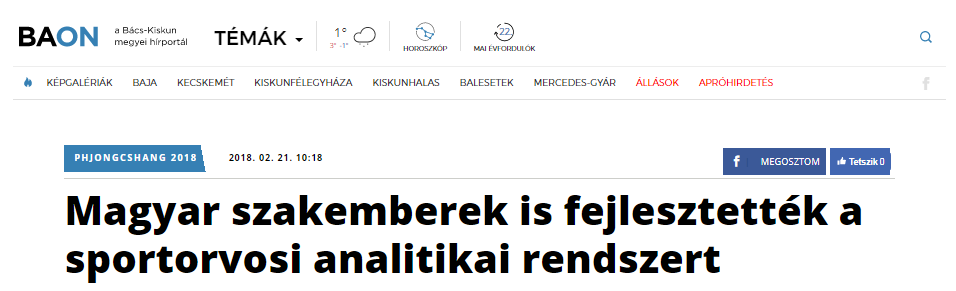 BAON
a Bács-Kiskun
megyei hírportál
TÉMÁK
1°
3° -1°
HOROSZKÓP
22
MAI ÉVFORDULÓK
KÉPGALÉRIÁK BAJA KECSKEMÉT KISKUNFÉLEGYHÁZA KISKUNHALAS BALESETEK MERCEDES-GYÁR ÁLLÁSOK APRÓHIRDETÉS
PHJONGCSHANG 2018 2018. 02. 21. 10:18
MEGOSZTOM Tetszik 0
Magyar szakemberek is fejlesztették a
sportorvosi analitikai rendszert